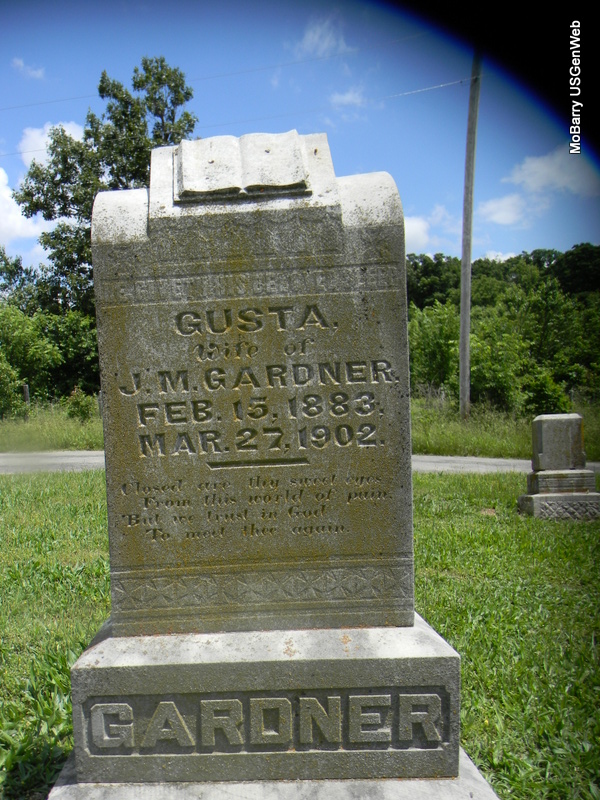 MoBarry USGenWeb
GUSTA,
Wife of
J. M. GARDNER.
FEB. 15, 1883.
MAR. 27, 1902.
Closed are thy sweet eyes
From this world of pain,
But we trust in God
To meet thee again.
GARDNER